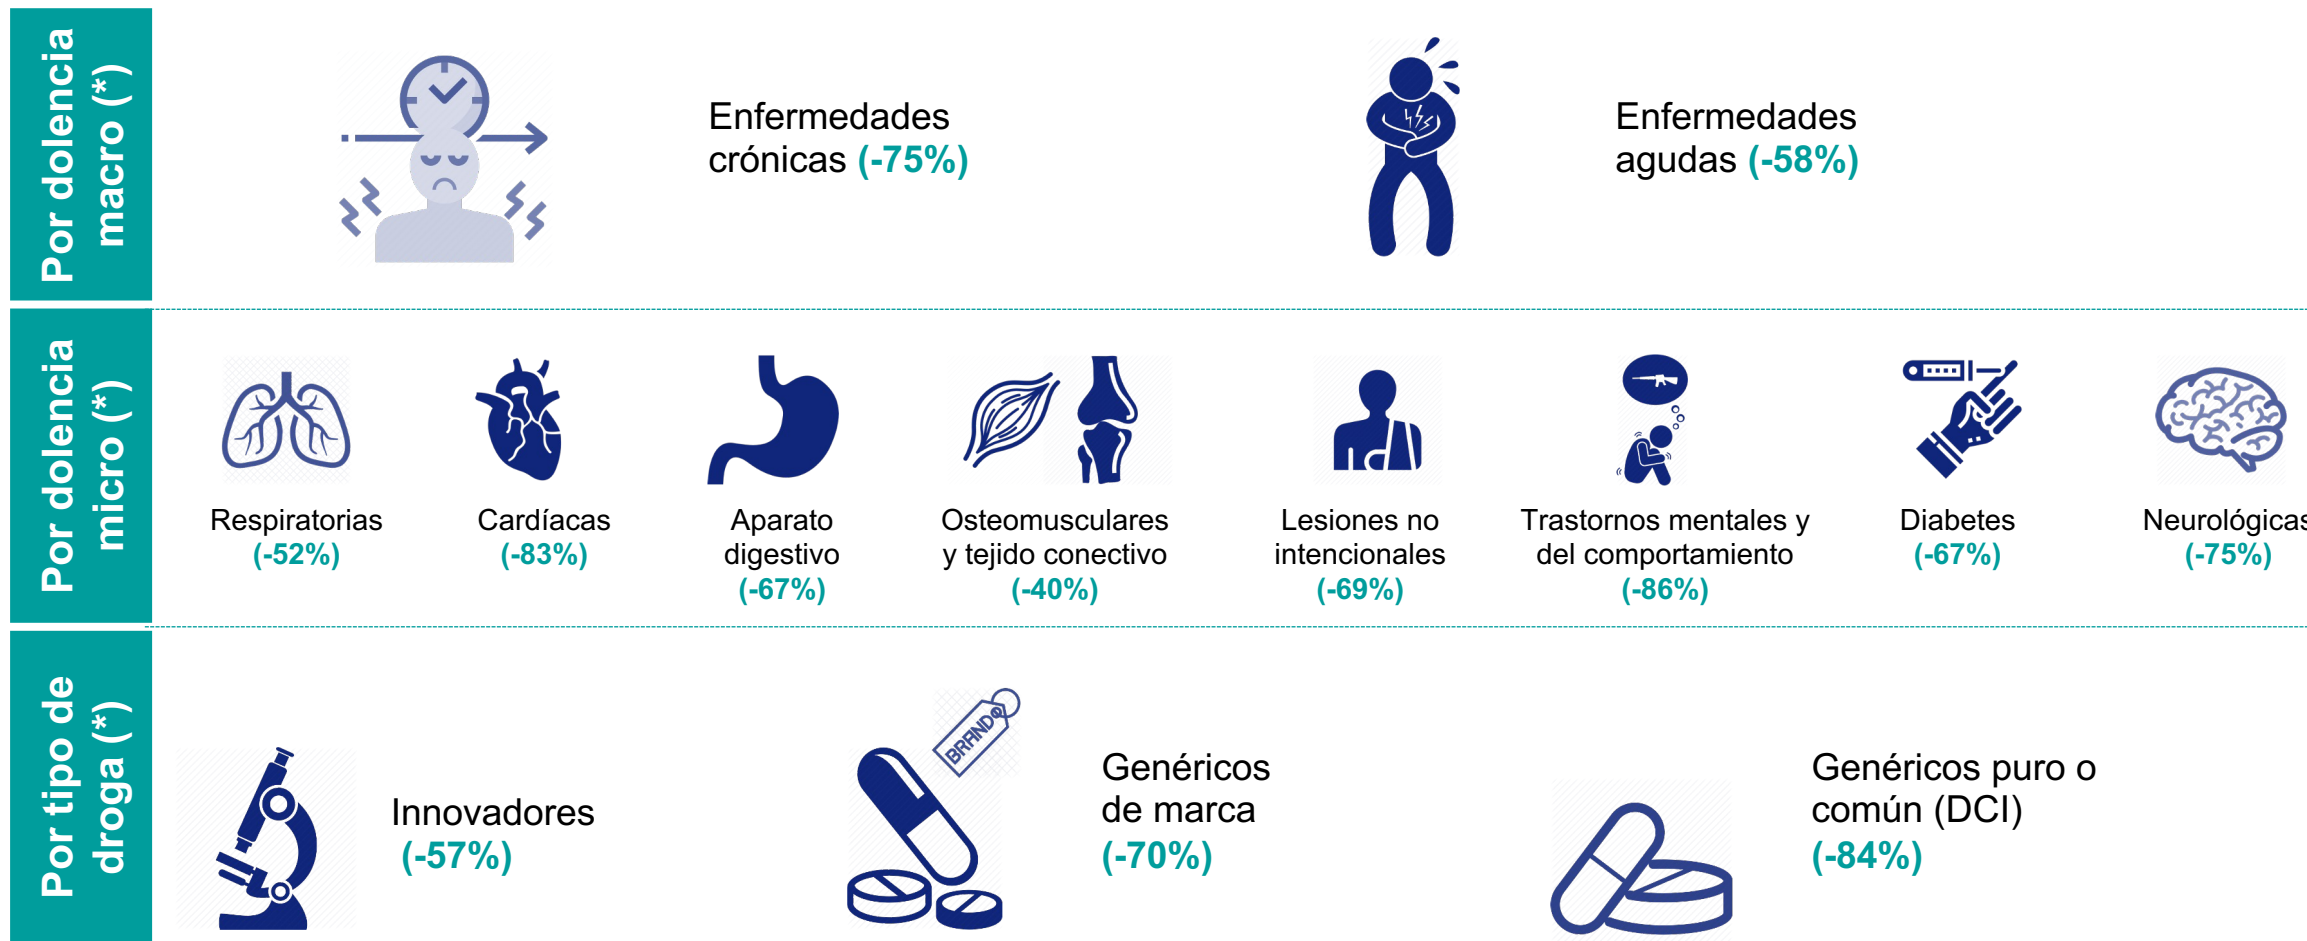 Por dolencia
macro (*)
Enfermedades
crónicas (-75%)
Enfermedades
agudas (-58%)
Por dolencia
micro (*)
Respiratorias
(-52%)
Cardíacas
(-83%)
Aparato
digestivo
(-67%)
Osteomusculares
y tejido conectivo
(-40%)
Lesiones no
intencionales
(-69%)
Trastornos mentales y
del comportamiento
(-86%)
Diabetes
(-67%)
Neurológicas
(-75%)
Por tipo de
droga (*)
Innovadores
(-57%)
BRAND
Genéricos
de marca
(-70%)
Genéricos puro o
común (DCI)
(-84%)